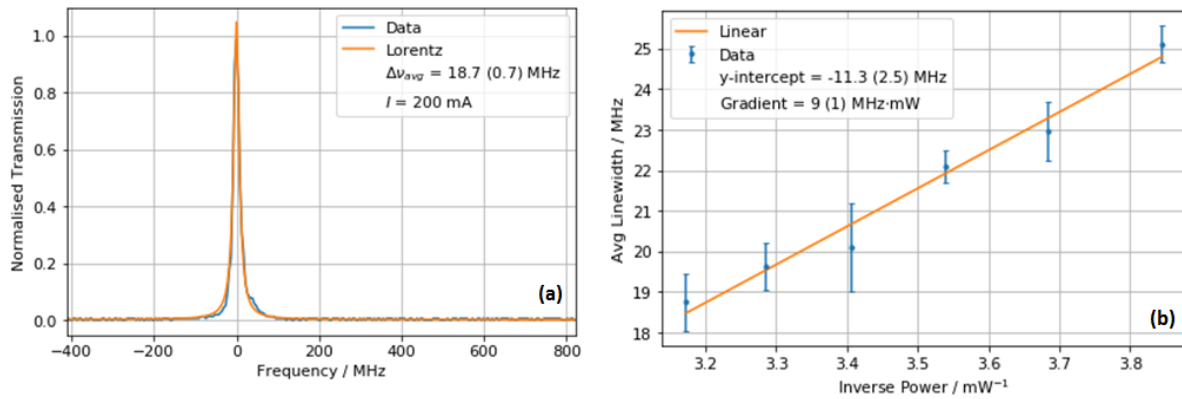 Normalised Transmission
1.0
0.8
0.6
0.4
0.2
0.0
Data
Lorentz
Δν_avg = 18.7 (0.7) MHz
I = 200 mA
(a)
−400 −200 0 200 400 600 800
Frequency / MHz
Avg Linewidth / MHz
25
24
23
22
21
20
19
18
Linear
Data
y-intercept = -11.3 (2.5) MHz
Gradient = 9 (1) MHz·mW
(b)
3.2 3.3 3.4 3.5 3.6 3.7 3.8
Inverse Power / mW⁻¹